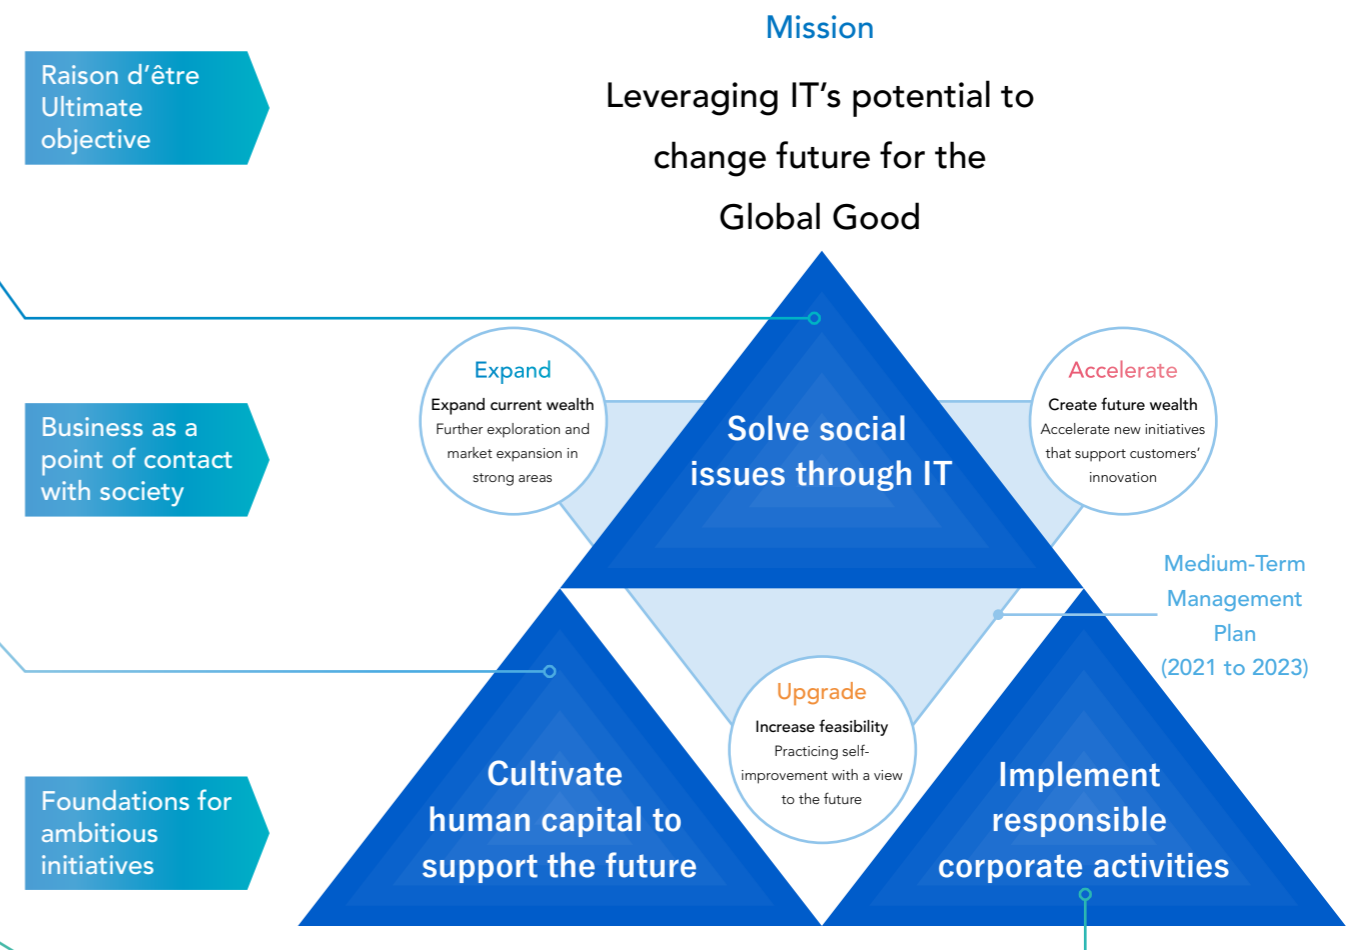 Mission
Raison d’être
Ultimate
objective
Leveraging IT’s potential to
change future for the
Global Good
Expand
Expand current wealth
Further exploration and
market expansion in
strong areas
Accelerate
Create future wealth
Accelerate new initiatives
that support customers’
innovation
Business as a
point of contact
with society
Solve social
issues through IT
Medium-Term
Management
Plan
(2021 to 2023)
Upgrade
Increase feasibility
Practicing self-
improvement with a view
to the future
Foundations for
ambitious
initiatives
Cultivate
human capital to
support the future
Implement
responsible
corporate activities